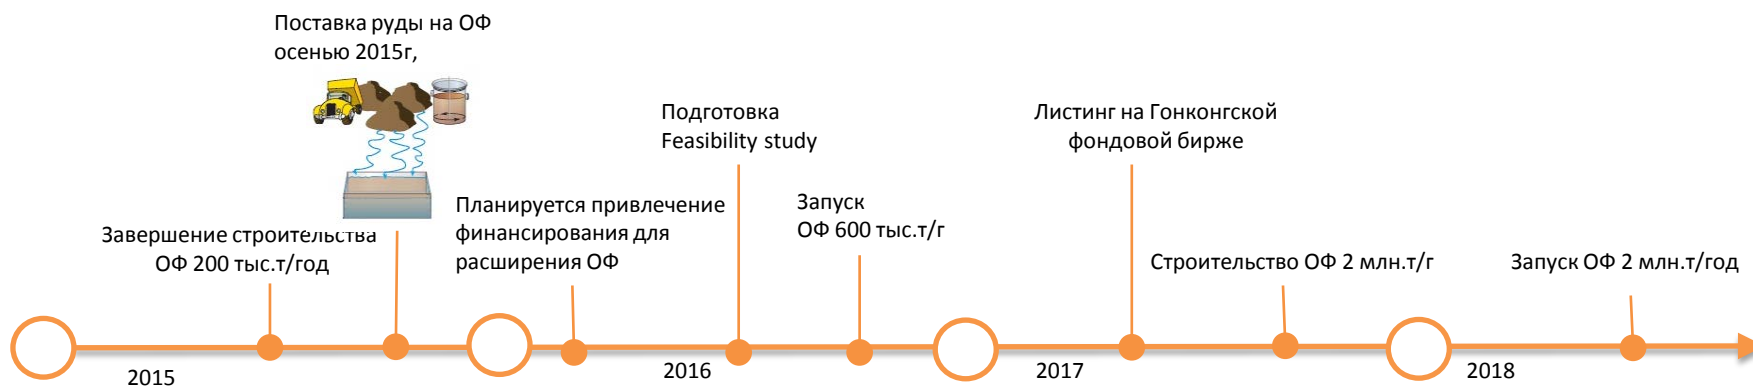 Поставка руды на ОФ
осенью 2015г,
Завершение строительства
ОФ 200 тыс.т/год
Планируется привлечение
финансирования для
расширения ОФ
Подготовка
Feasibility study
Запуск
ОФ 600 тыс.т/г
Листинг на Гонконгской
фондовой бирже
Строительство ОФ 2 млн.т/г
Запуск ОФ 2 млн.т/год
2015
2016
2017
2018